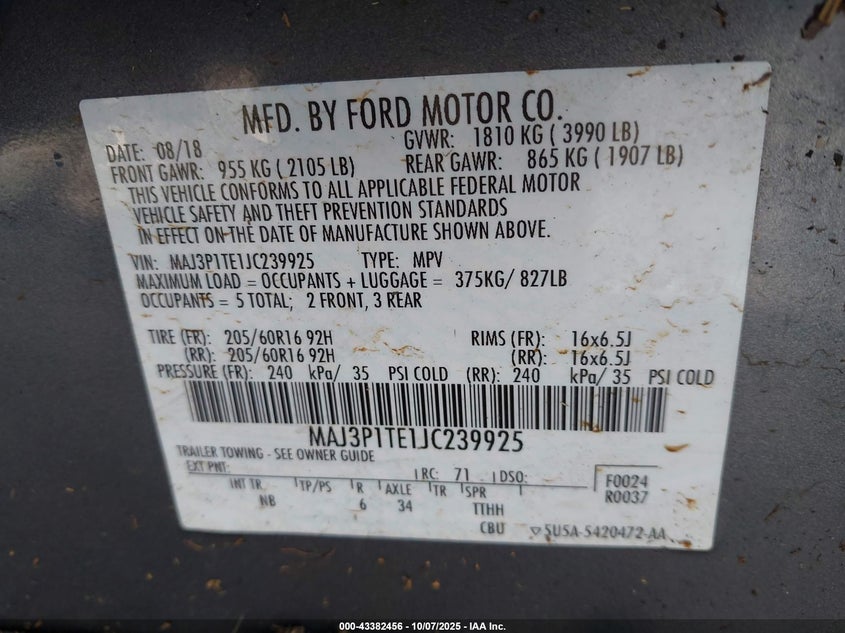 MFD. BY FORD MOTOR CO.
DATE: 08/18 GVWR: 1810 KG ( 3990 LB)
FRONT GAWR: 955 KG ( 2105 LB) REAR GAWR: 865 KG ( 1907 LB)
THIS VEHICLE CONFORMS TO ALL APPLICABLE FEDERAL MOTOR
VEHICLE SAFETY AND THEFT PREVENTION STANDARDS
IN EFFECT ON THE DATE OF MANUFACTURE SHOWN ABOVE.
VIN: MAJ3P1TE1JC239925 TYPE: MPV
MAXIMUM LOAD = OCCUPANTS + LUGGAGE = 375KG/ 827LB
OCCUPANTS = 5 TOTAL; 2 FRONT, 3 REAR
TIRE (FR): 205/60R16 92H RIMS (FR): 16x6.5J
(RR): 205/60R16 92H (RR): 16x6.5J
PRESSURE (FR): 240 kPa/ 35 PSI COLD (RR): 240 kPa/ 35 PSI COLD
MAJ3P1TE1JC239925
TRAILER TOWING - SEE OWNER GUIDE
EXT PNT: RC: 71 DSO: F0024
INT TR TP/PS R AXLE TR SPR R0037
NB 6 34 TTHH
CBU 5U5A-5420472-AA
000-43382456 - 10/07/2025 - IAA Inc.